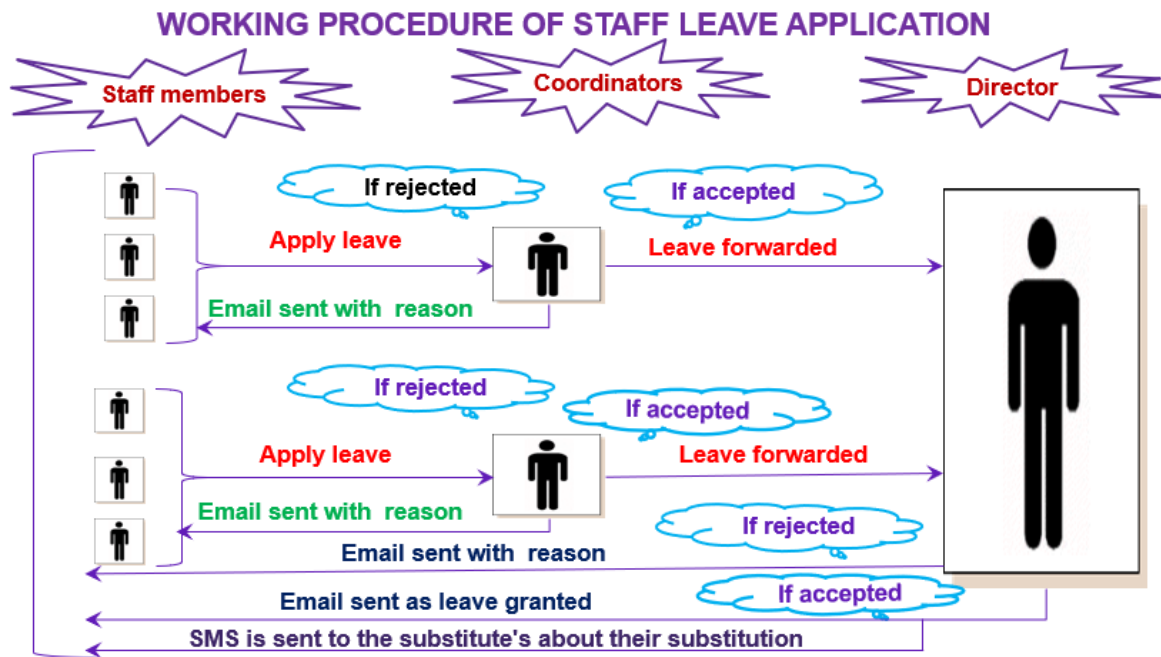 WORKING PROCEDURE OF STAFF LEAVE APPLICATION
Staff members
Coordinators
Director
If rejected
If accepted
Apply leave
Leave forwarded
Email sent with reason
If rejected
If accepted
Apply leave
Leave forwarded
Email sent with reason
If rejected
Email sent with reason
If accepted
Email sent as leave granted
SMS is sent to the substitute's about their substitution